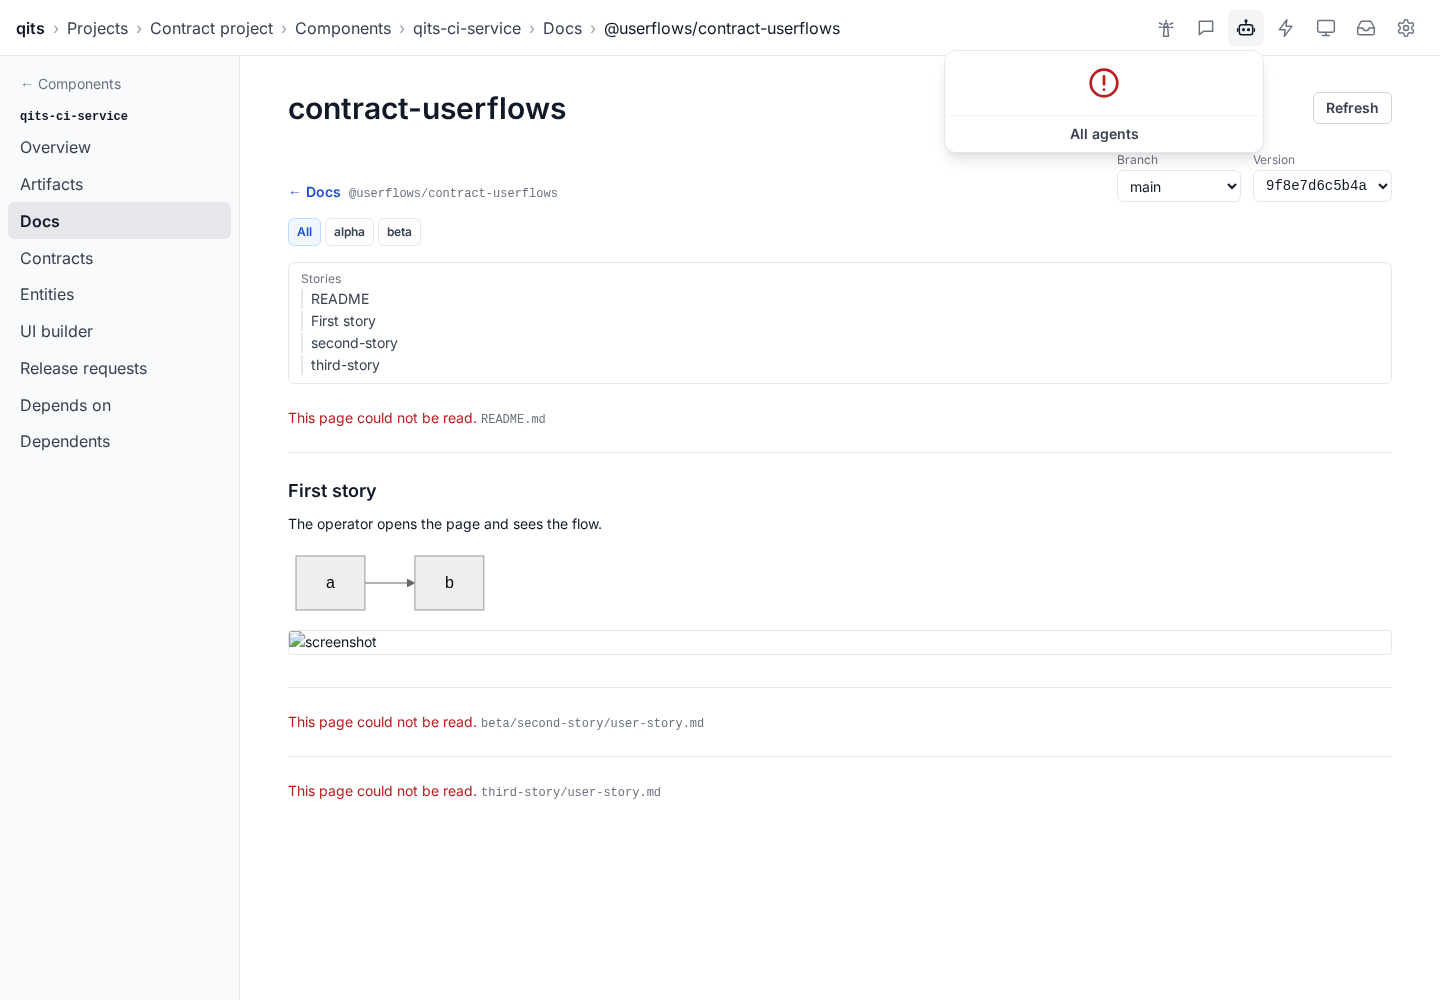 qits › Projects › Contract project › Components › qits-ci-service › Docs › @userflows/contract-userflows
← Components
qits-ci-service
Overview
Artifacts
Docs
Contracts
Entities
UI builder
Release requests
Depends on
Dependents
contract-userflows
All agents
Refresh
← Docs @userflows/contract-userflows
Branch
main
Version
9f8e7d6c5b4a
All
alpha
beta
Stories
README
First story
second-story
third-story
This page could not be read. README.md
First story
The operator opens the page and sees the flow.
a
b
screenshot
This page could not be read. beta/second-story/user-story.md
This page could not be read. third-story/user-story.md